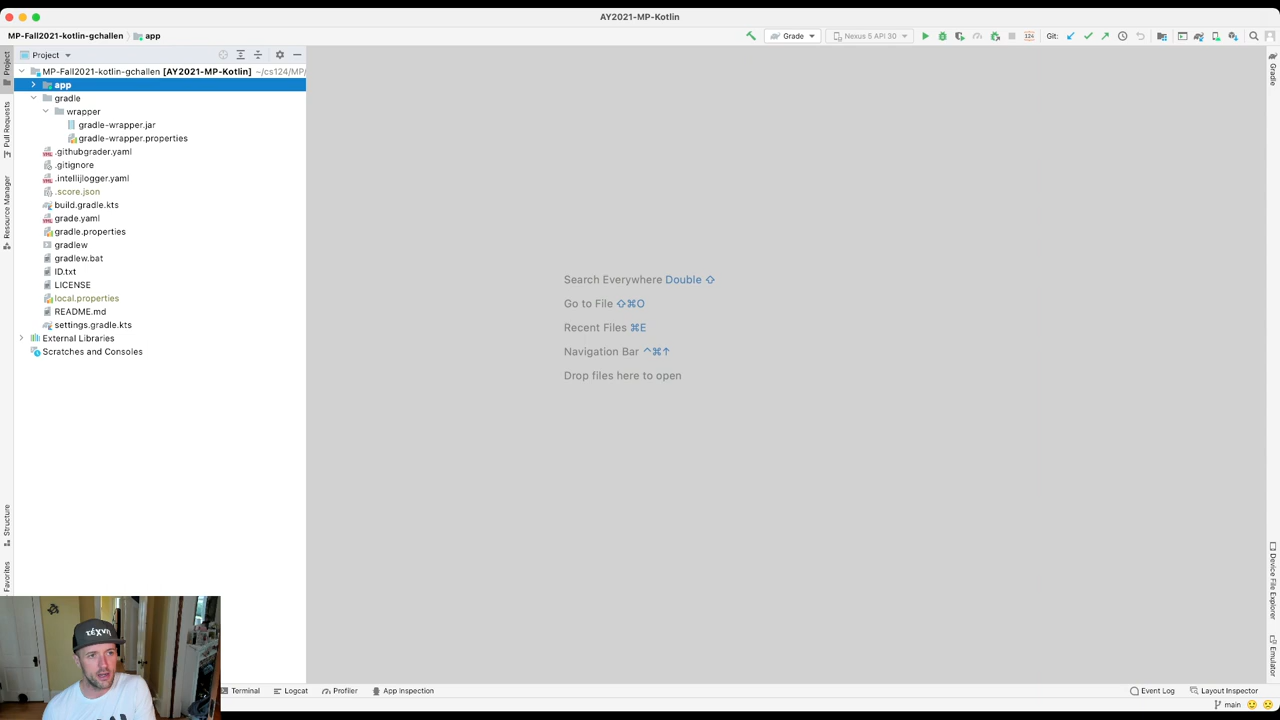 AY2021-MP-Kotlin
MP-Fall2021-kotlin-gchallen
app
Grade
Nexus 5 API 30
Git:
Project
MP-Fall2021-kotlin-gchallen [AY2021-MP-Kotlin] ~/cs124/MP/
app
gradle
wrapper
gradle-wrapper.jar
gradle-wrapper.properties
.githubgrader.yaml
.gitignore
.intellijlogger.yaml
.score.json
build.gradle.kts
grade.yaml
gradle.properties
gradlew
gradlew.bat
ID.txt
LICENSE
local.properties
README.md
settings.gradle.kts
External Libraries
Scratches and Consoles
Project
Pull Requests
Resource Manager
Structure
Favorites
Search Everywhere Double ⇧
Go to File ⇧⌘O
Recent Files ⌘E
Navigation Bar ^⌘↑
Drop files here to open
Gradle
Device File Explorer
Emulator
τέχνη
Terminal
Logcat
Profiler
App Inspection
Event Log
Layout Inspector
main